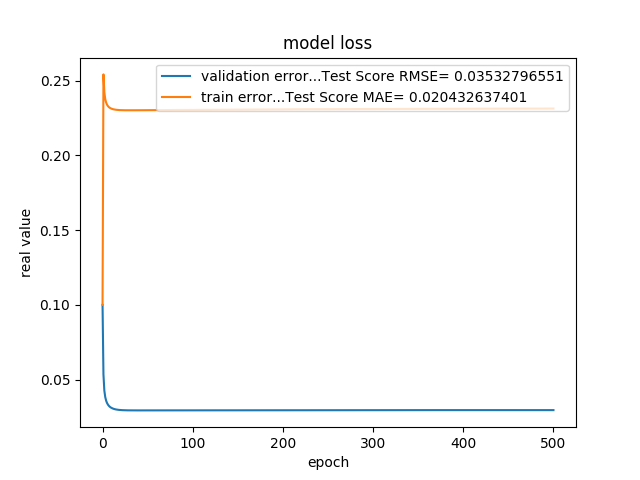 model loss
validation error...Test Score RMSE= 0.03532796551
train error...Test Score MAE= 0.020432637401
0.25
0.20
0.15
0.10
0.05
real value
0
100
200
300
400
500
epoch